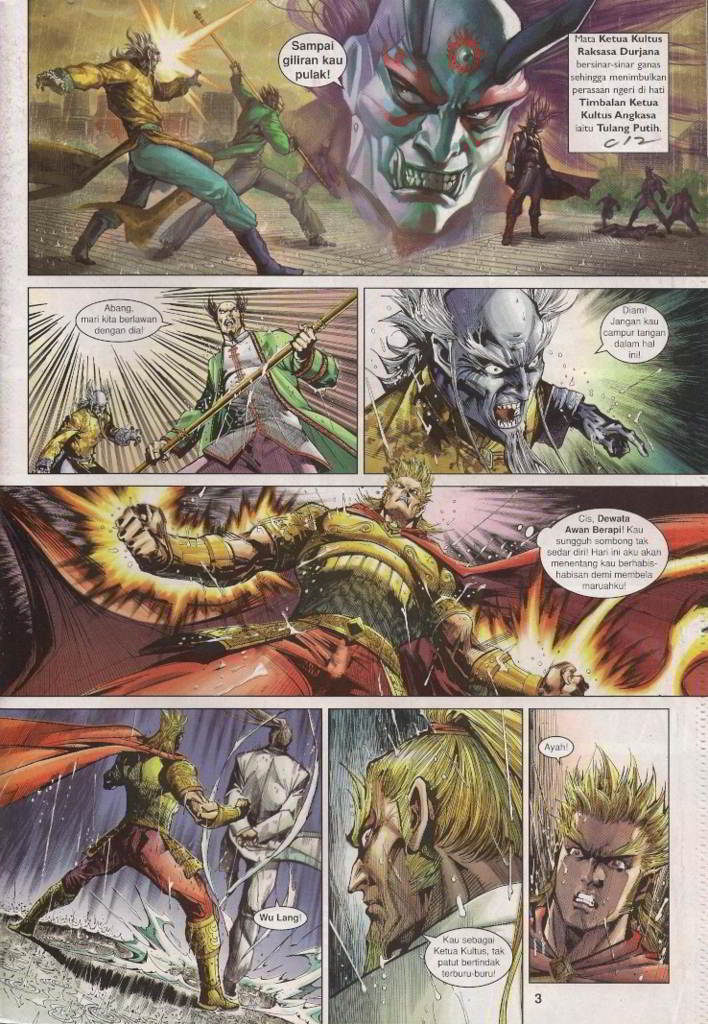 Sampai
giliran kau
pulak!
Mata Ketua Kultus
Raksasa Durjana
bersinar-sinar ganas
sehingga menimbulkan
perasaan ngeri di hati
Timbalan Ketua
Kultus Angkasa
iaitu Tulang Putih.
Abang,
mari kita berlawan
dengan dia!
Diam!
Jangan kau
campur tangan
dalam hal
ini!
Cis, Dewata
Awan Berapi! Kau
sungguh sombong tak
sedar diri! Hari ini aku akan
menentang kau berhabis-
habisan demi membela
maruahku!
Wu Lang!
Kau sebagai
Ketua Kultus, tak
patut bertindak
terburu-buru!
Ayah!
3